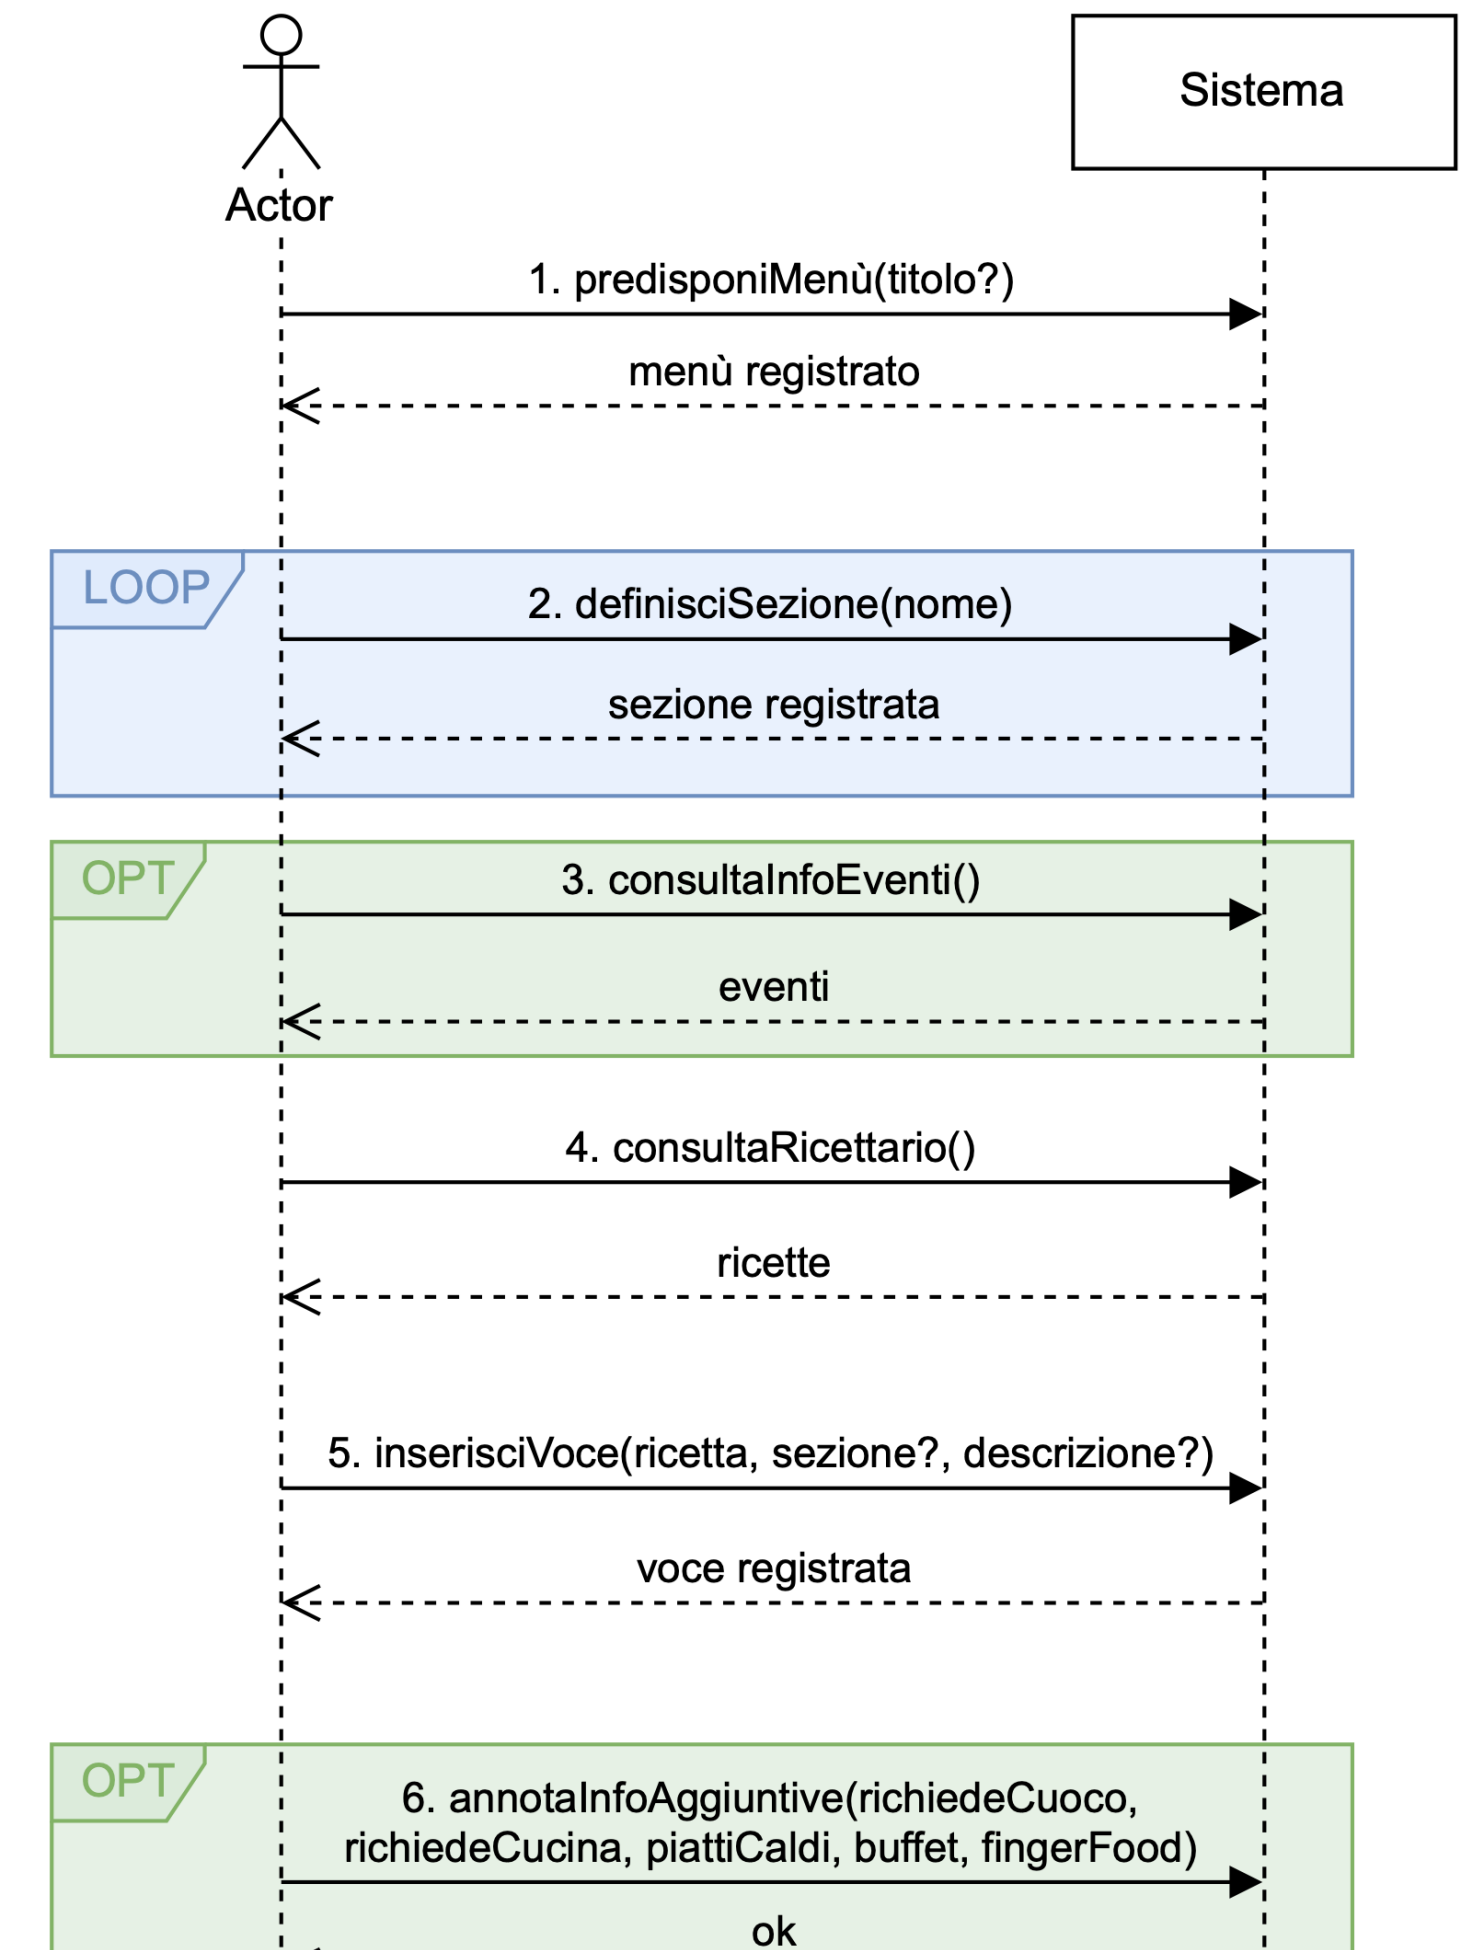 Sistema
Actor
1. predisponiMenù(titolo?)
menù registrato
LOOP
2. definisciSezione(nome)
sezione registrata
OPT
3. consultaInfoEventi()
eventi
4. consultaRicettario()
ricette
5. inserisciVoce(ricetta, sezione?, descrizione?)
voce registrata
OPT
6. annotaInfoAggiuntive(richiedeCuoco,
richiedeCucina, piattiCaldi, buffet, fingerFood)
ok